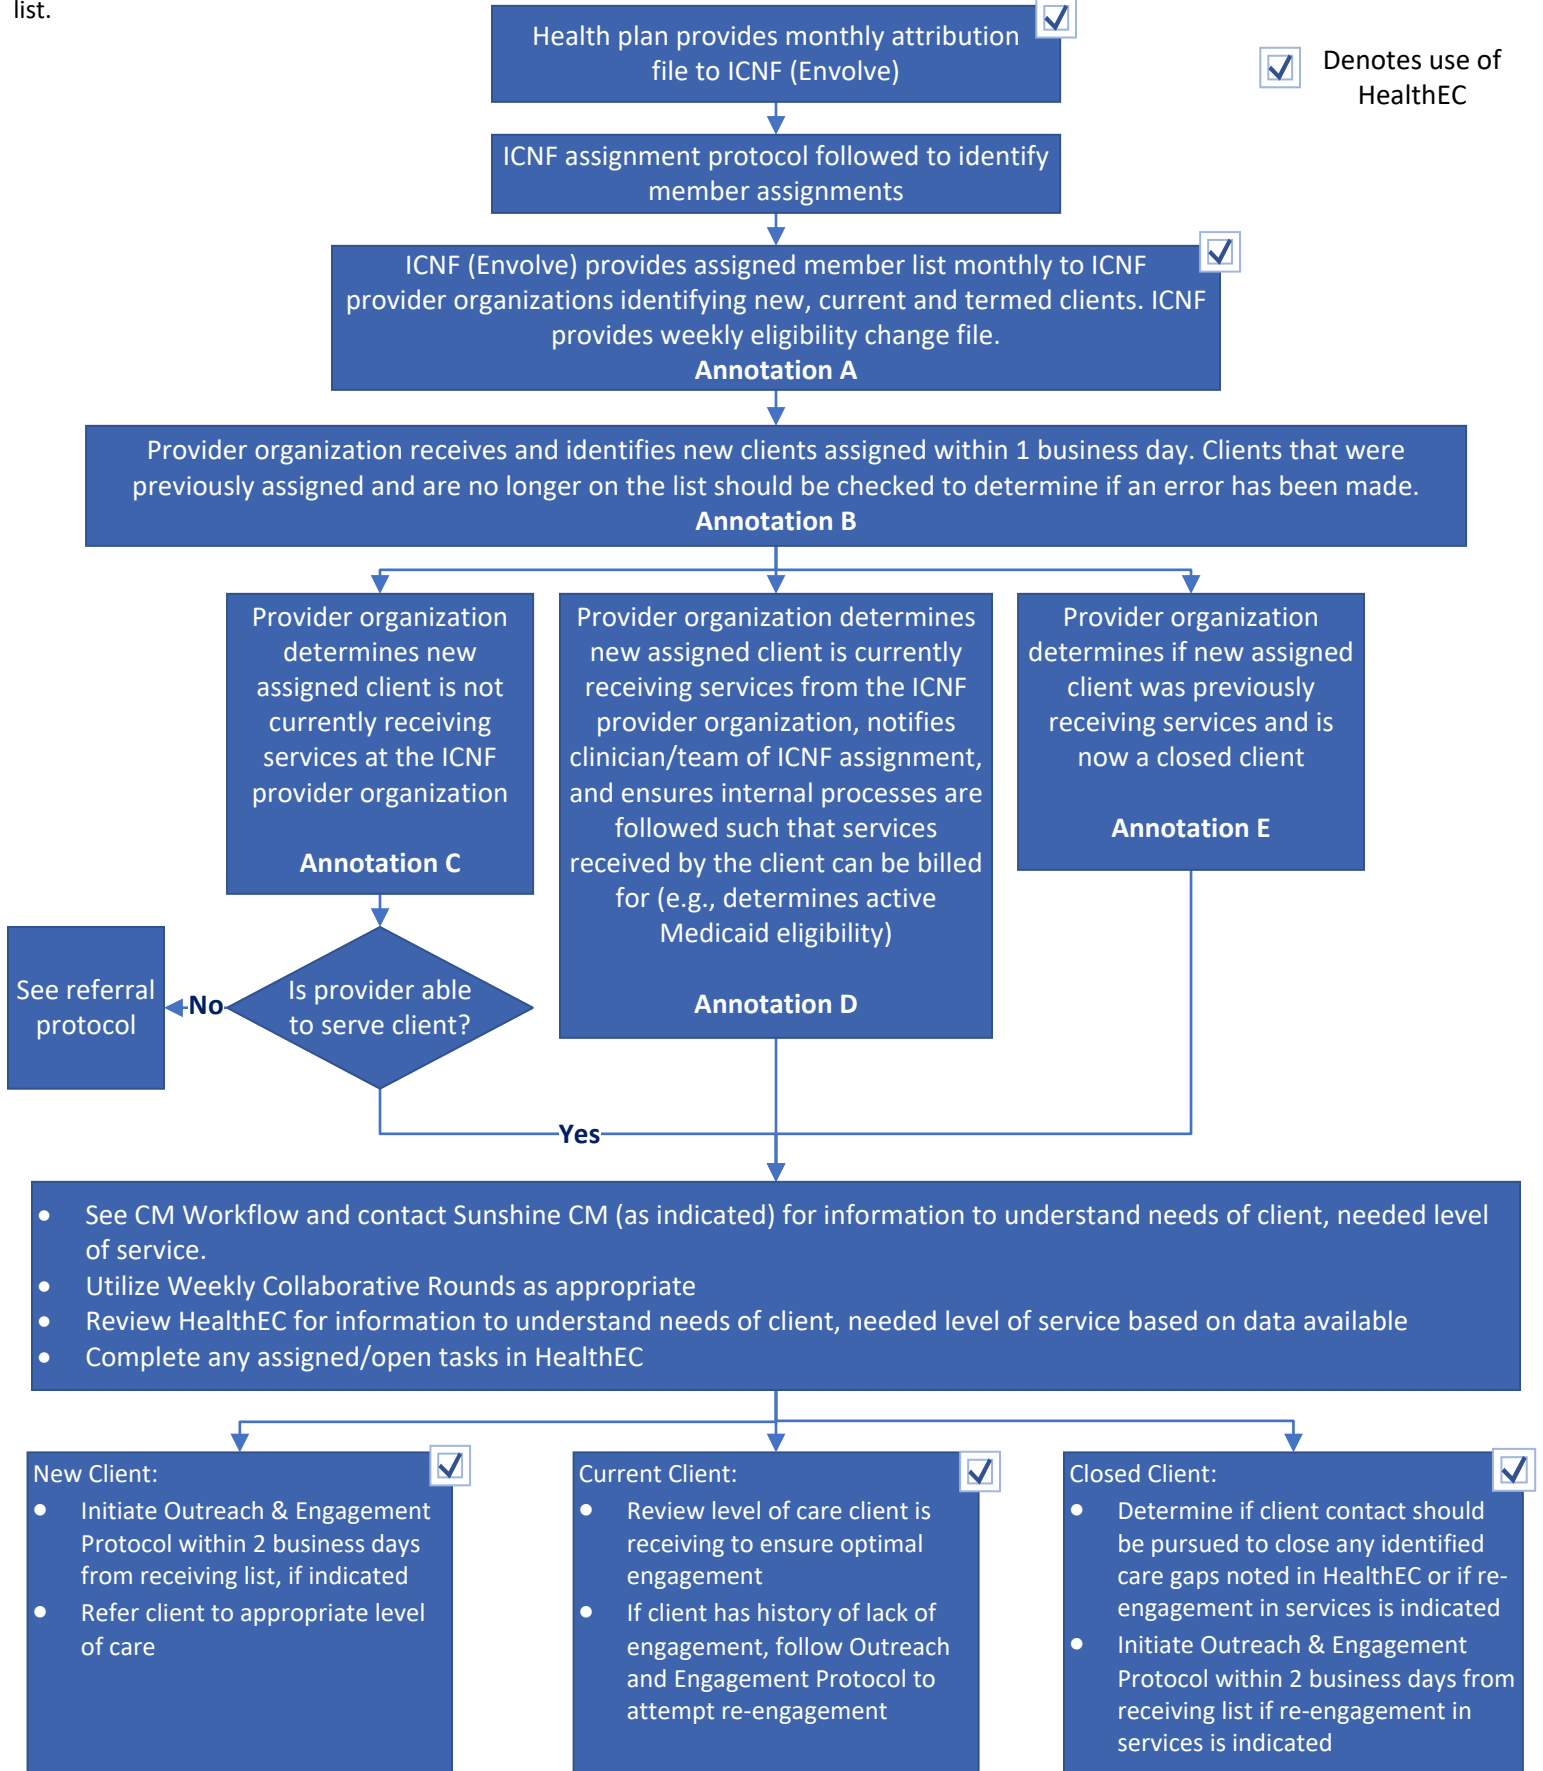 list.
Health plan provides monthly attribution
file to ICNF (Envolve)
Denotes use of
HealthEC
ICNF assignment protocol followed to identify
member assignments
ICNF (Envolve) provides assigned member list monthly to ICNF
provider organizations identifying new, current and termed clients. ICNF
provides weekly eligibility change file.
Annotation A
Provider organization receives and identifies new clients assigned within 1 business day. Clients that were
previously assigned and are no longer on the list should be checked to determine if an error has been made.
Annotation B
Provider organization
determines new
assigned client is not
currently receiving
services at the ICNF
provider organization
Annotation C
Provider organization determines
new assigned client is currently
receiving services from the ICNF
provider organization, notifies
clinician/team of ICNF assignment,
and ensures internal processes are
followed such that services
received by the client can be billed
for (e.g., determines active
Medicaid eligibility)
Annotation D
Provider organization
determines if new assigned
client was previously
receiving services and is
now a closed client
Annotation E
See referral
protocol
No
Is provider able
to serve client?
Yes
• See CM Workflow and contact Sunshine CM (as indicated) for information to understand needs of client, needed level
of service.
• Utilize Weekly Collaborative Rounds as appropriate
• Review HealthEC for information to understand needs of client, needed level of service based on data available
• Complete any assigned/open tasks in HealthEC
New Client:
• Initiate Outreach & Engagement
Protocol within 2 business days
from receiving list, if indicated
• Refer client to appropriate level
of care
Current Client:
• Review level of care client is
receiving to ensure optimal
engagement
• If client has history of lack of
engagement, follow Outreach
and Engagement Protocol to
attempt re-engagement
Closed Client:
• Determine if client contact should
be pursued to close any identified
care gaps noted in HealthEC or if re-
engagement in services is indicated
• Initiate Outreach & Engagement
Protocol within 2 business days from
receiving list if re-engagement in
services is indicated